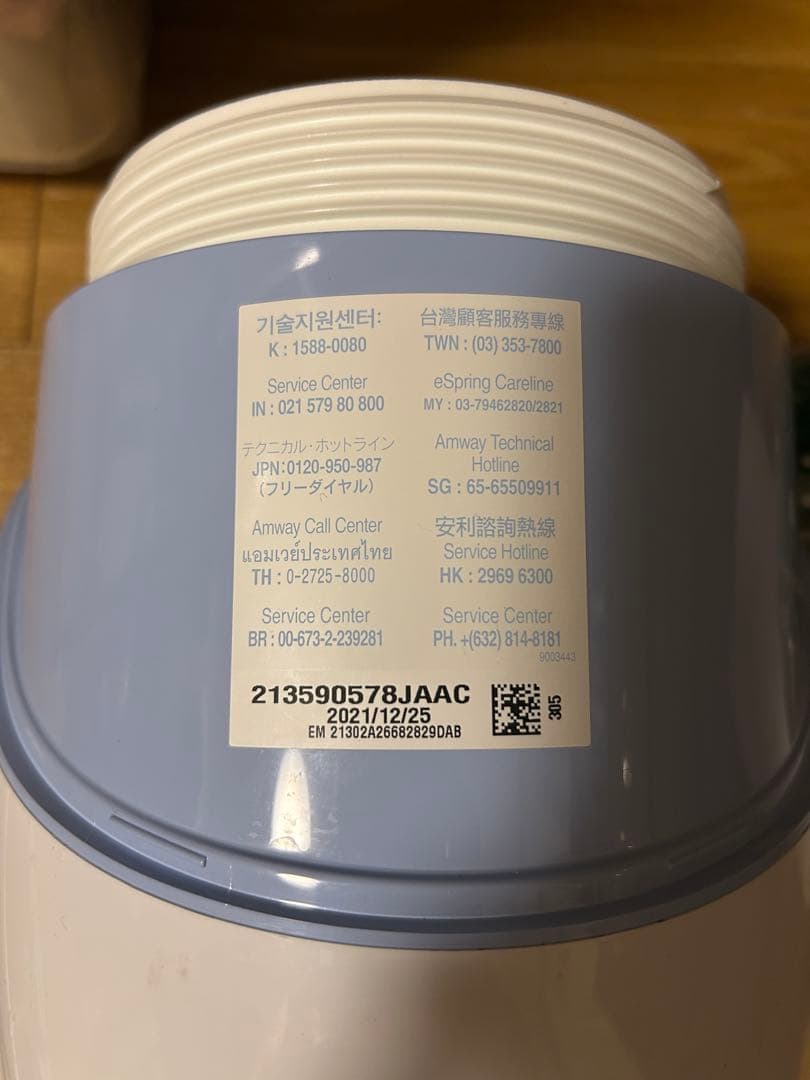 기술지원센터:
K : 1588-0080
Service Center
IN : 021 579 80 800
テクニカル・ホットライン
JPN:0120-950-987
(フリーダイヤル)
Amway Call Center
แอมเวย์ประเทศไทย
TH : 0-2725-8000
Service Center
BR : 00-673-2-239281
台灣顧客服務專線
TWN : (03) 353-7800
eSpring Careline
MY : 03-79462820/2821
Amway Technical
Hotline
SG : 65-65509911
安利諮詢熱線
Service Hotline
HK : 2969 6300
Service Center
PH. +(632) 814-8181
9003443
213590578JAAC
2021/12/25
EM 21302A26682829DAB
305